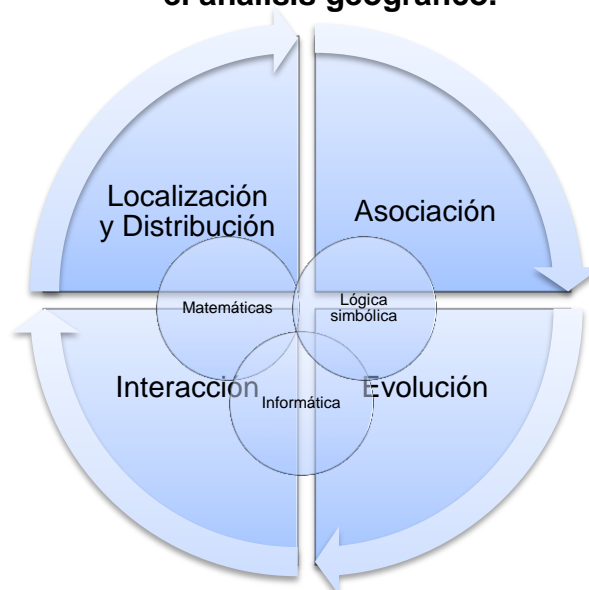 el análisis geográfico.
Localización
y Distribución
Asociación
Matemáticas
Lógica
simbólica
Interacción
Evolución
Informática